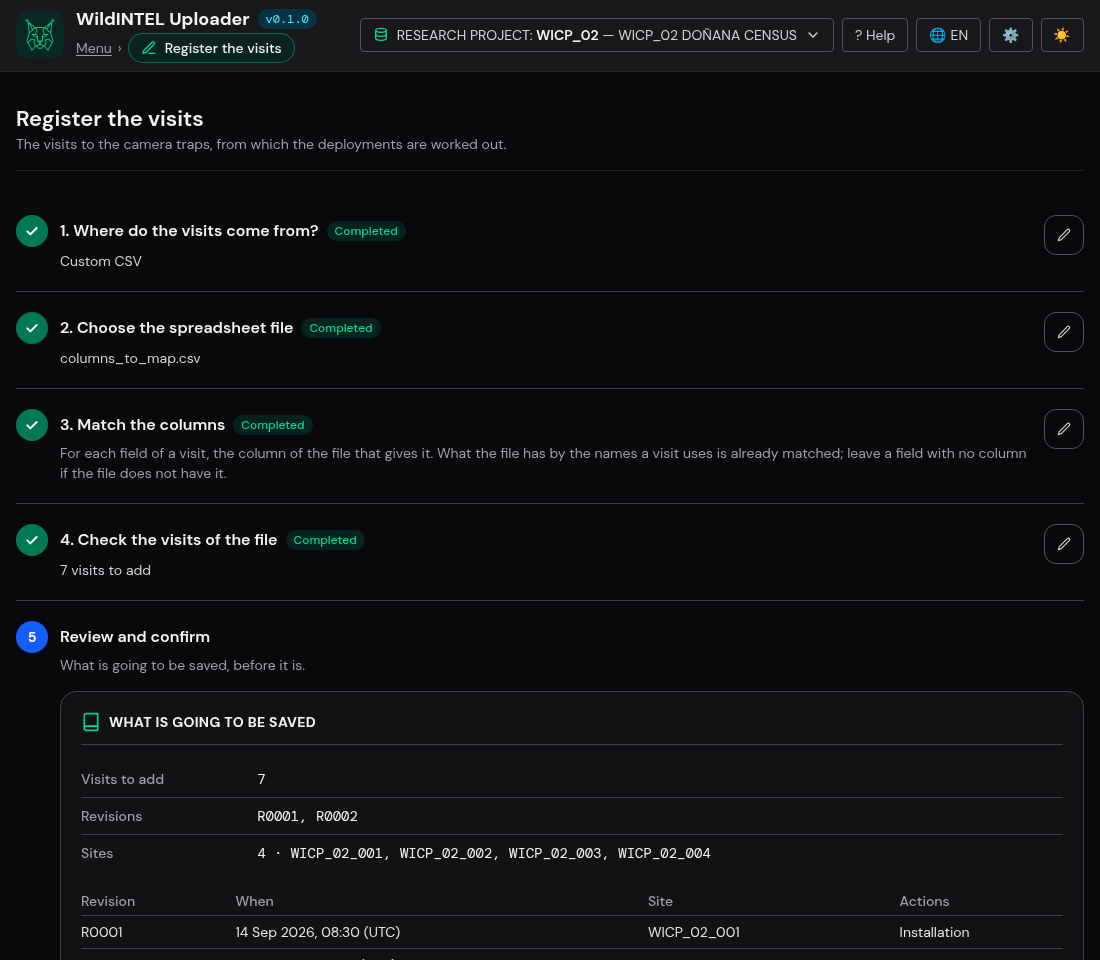 WildINTEL Uploader v0.1.0
Menu › Register the visits
RESEARCH PROJECT: WICP_02 — WICP_02 DOÑANA CENSUS
? Help
EN
Register the visits
The visits to the camera traps, from which the deployments are worked out.
1. Where do the visits come from? Completed
Custom CSV
2. Choose the spreadsheet file Completed
columns_to_map.csv
3. Match the columns Completed
For each field of a visit, the column of the file that gives it. What the file has by the names a visit uses is already matched; leave a field with no column
if the file does not have it.
4. Check the visits of the file Completed
7 visits to add
5 Review and confirm
What is going to be saved, before it is.
WHAT IS GOING TO BE SAVED
Visits to add 7
Revisions R0001, R0002
Sites 4 · WICP_02_001, WICP_02_002, WICP_02_003, WICP_02_004
Revision When Site Actions
R0001 14 Sep 2026, 08:30 (UTC) WICP_02_001 Installation